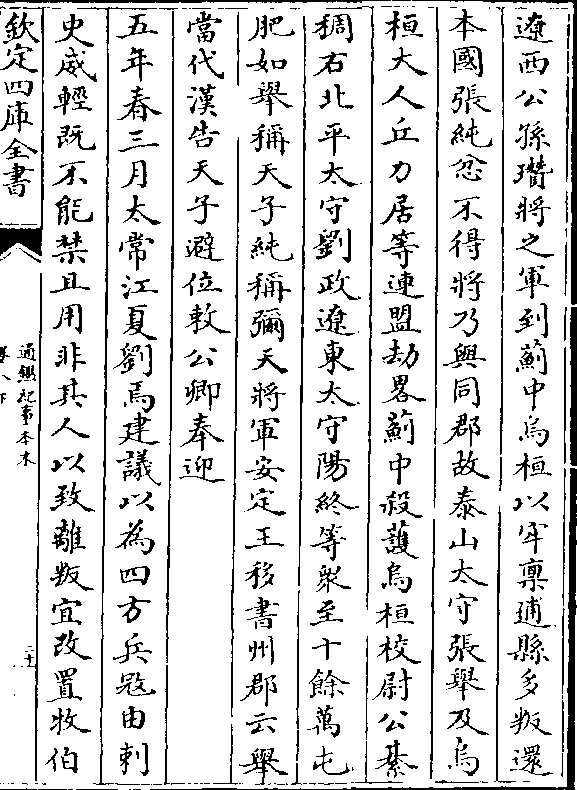 遼西公孫瓚將之軍到薊中烏桓以牢稟逋縣多叛還
本國張純忿不得將乃與同郡故泰山太守張舉及烏
桓大人丘力居等連盟劫畧薊中殺護烏桓校尉公綦
稠右北平太守劉政遼東太守陽終等衆至十餘萬屯
肥如舉稱天子純稱彌天將軍安定王移書州郡云舉
當代漢告天子避位敕公卿奉迎
五年春三月太常江夏劉焉建議以為四方兵寇由刺
史威輕既不能禁且用非其人以致離叛宜改置牧伯
欽定四庫全書
通鑑紀事本末